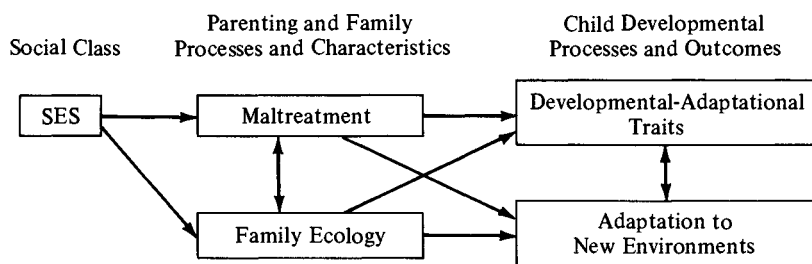 Social Class
Parenting and Family
Processes and Characteristics
Child Developmental
Processes and Outcomes
SES
Maltreatment
Developmental-Adaptational
Traits
Family Ecology
Adaptation to
New Environments